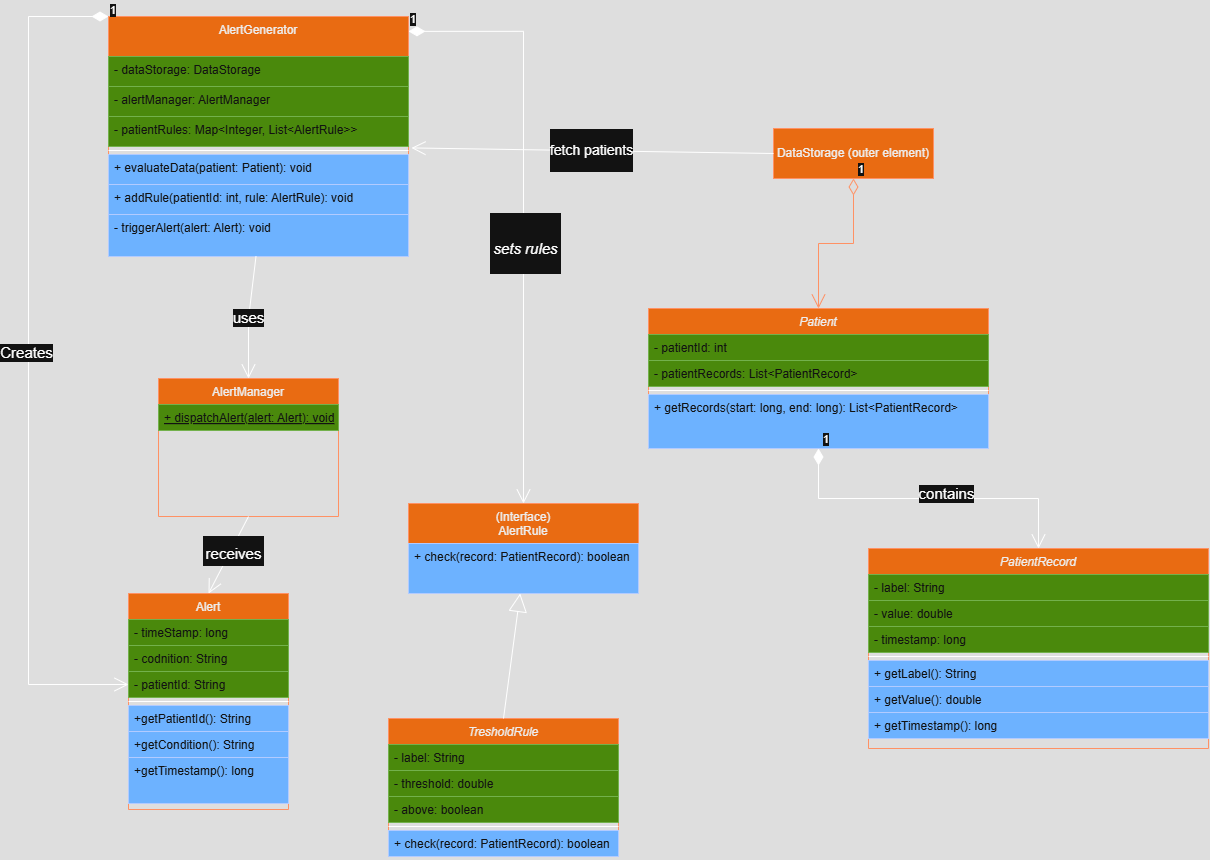 1
AlertGenerator
- dataStorage: DataStorage
- alertManager: AlertManager
- patientRules: Map<Integer, List<AlertRule>>
+ evaluateData(patient: Patient): void
+ addRule(patientId: int, rule: AlertRule): void
- triggerAlert(alert: Alert): void
1
fetch patients
DataStorage (outer element)
1
sets rules
uses
Creates
Patient
- patientId: int
- patientRecords: List<PatientRecord>
+ getRecords(start: long, end: long): List<PatientRecord>
1
AlertManager
+ dispatchAlert(alert: Alert): void
contains
receives
(Interface)
AlertRule
+ check(record: PatientRecord): boolean
PatientRecord
- label: String
- value: double
- timestamp: long
+ getLabel(): String
+ getValue(): double
+ getTimestamp(): long
Alert
- timeStamp: long
- codnition: String
- patientId: String
+getPatientId(): String
+getCondition(): String
+getTimestamp(): long
TresholdRule
- label: String
- threshold: double
- above: boolean
+ check(record: PatientRecord): boolean